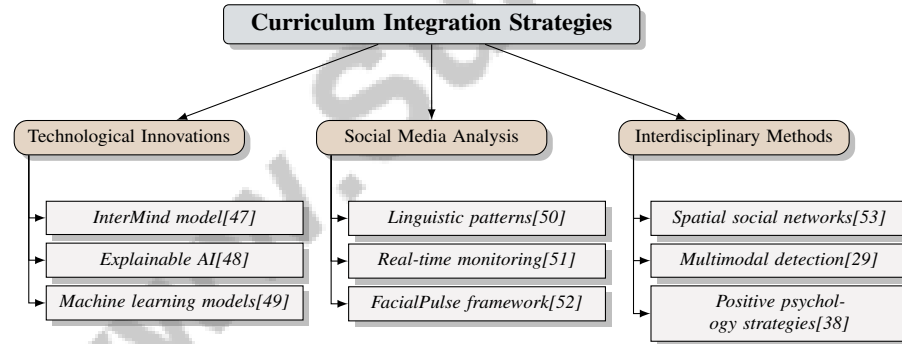 Curriculum Integration Strategies
Technological Innovations
Social Media Analysis
Interdisciplinary Methods
InterMind model[47]
Linguistic patterns[50]
Spatial social networks[53]
Explainable AI[48]
Real-time monitoring[51]
Multimodal detection[29]
Machine learning models[49]
FacialPulse framework[52]
Positive psychol-
ogy strategies[38]